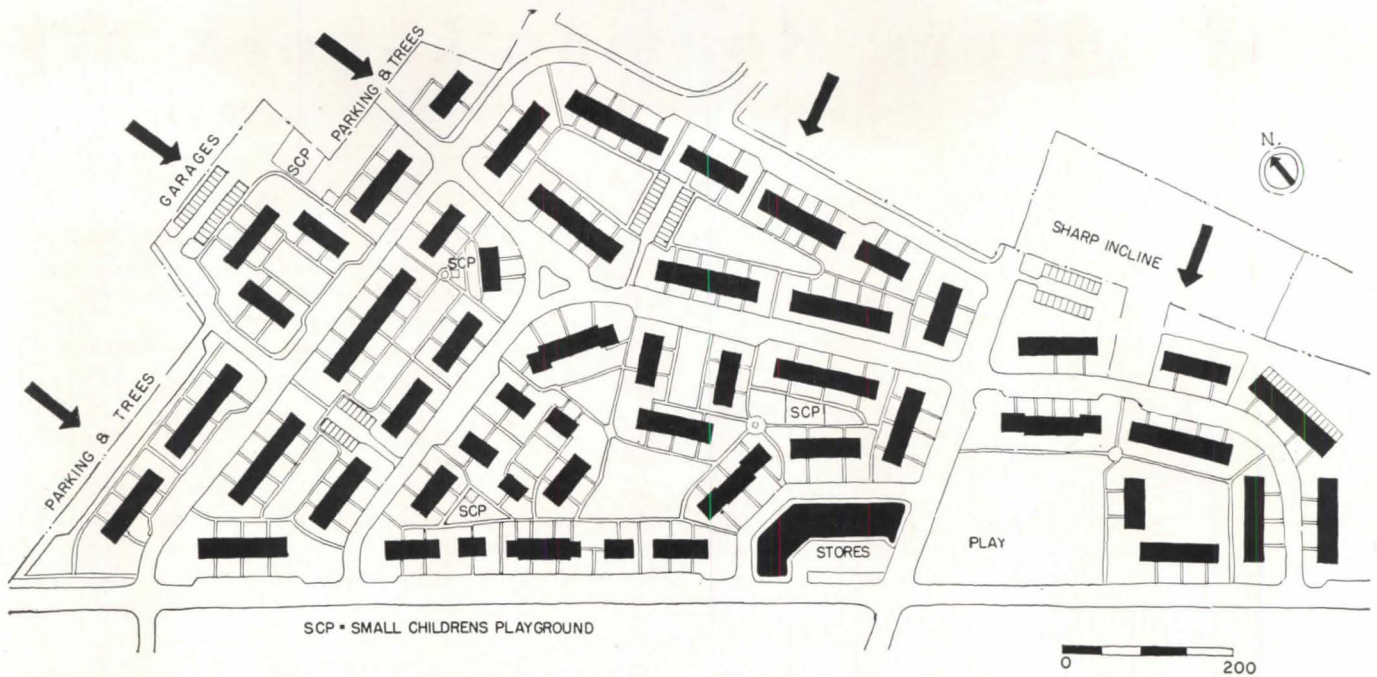 PARKING & TREES
GARAGES
SCP
N.
SHARP INCLINE
SCP
PARKING & TREES
SCP
SCP
STORES
PLAY
SCP = SMALL CHILDRENS PLAYGROUND
0 200